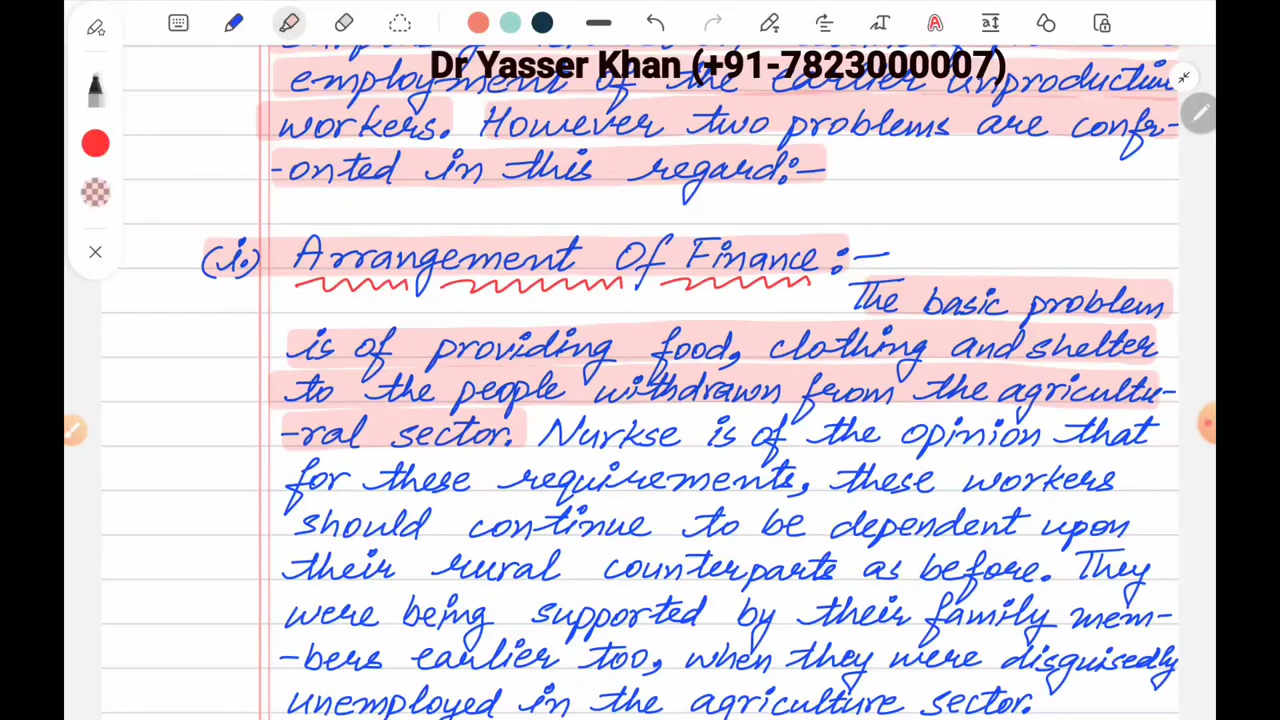 Dr Yasser Khan (+91-7823000007)
employment of the earlier unproductive
workers. However two problems are confr-
-onted in this regard:-
(i.) Arrangement Of Finance :-
The basic problem
is of providing food, clothing and shelter
to the people withdrawn from the agricultu-
-ral sector. Nurkse is of the opinion that
for these requirements, these workers
should continue to be dependent upon
their rural counterparts as before. They
were being supported by their family mem-
-bers earlier too, when they were disguisedly
unemployed in the agriculture sector.